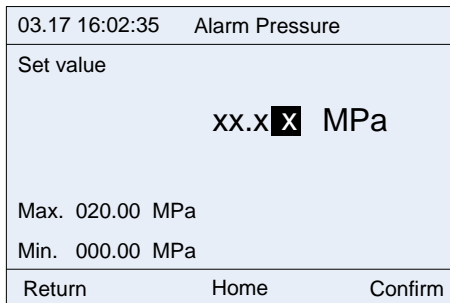 03.17 16:02:35 Alarm Pressure
Set value
xx.xx MPa
Max. 020.00 MPa
Min. 000.00 MPa
Return Home Confirm